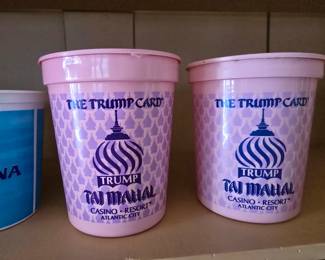 THE TRUMP CARD®
TRUMP
TAJ MAHAL
CASINO • RESORT
ATLANTIC CITY
THE TRUMP CARD®
TRUMP
TAJ MAHAL
CASINO • RESORT
ATLANTIC CITY
NA